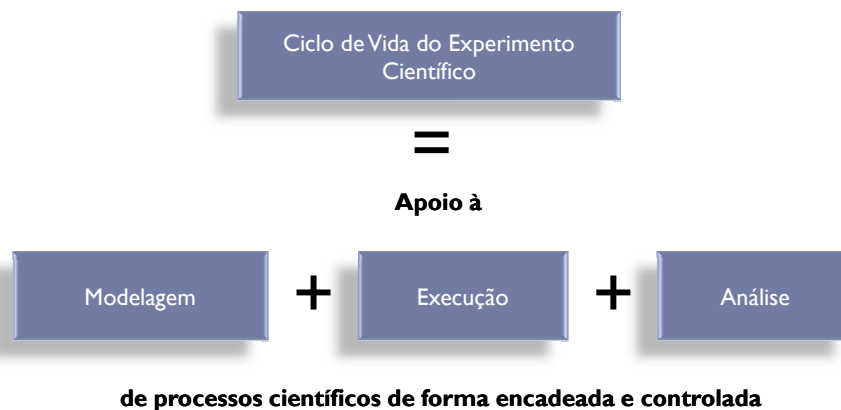 Ciclo de Vida do Experimento
Científico
=
Apoio à
Modelagem + Execução + Análise
de processos científicos de forma encadeada e controlada